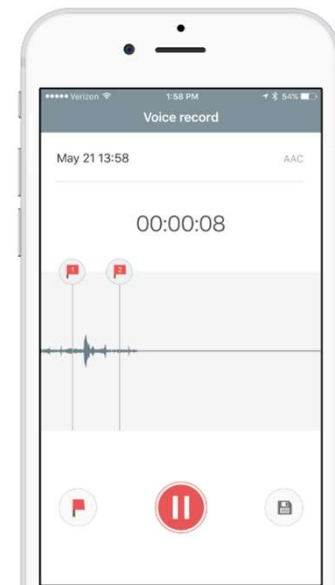 Verizon 1:58 PM 54%
Voice record
May 21 13:58 AAC
00:00:08
1 2